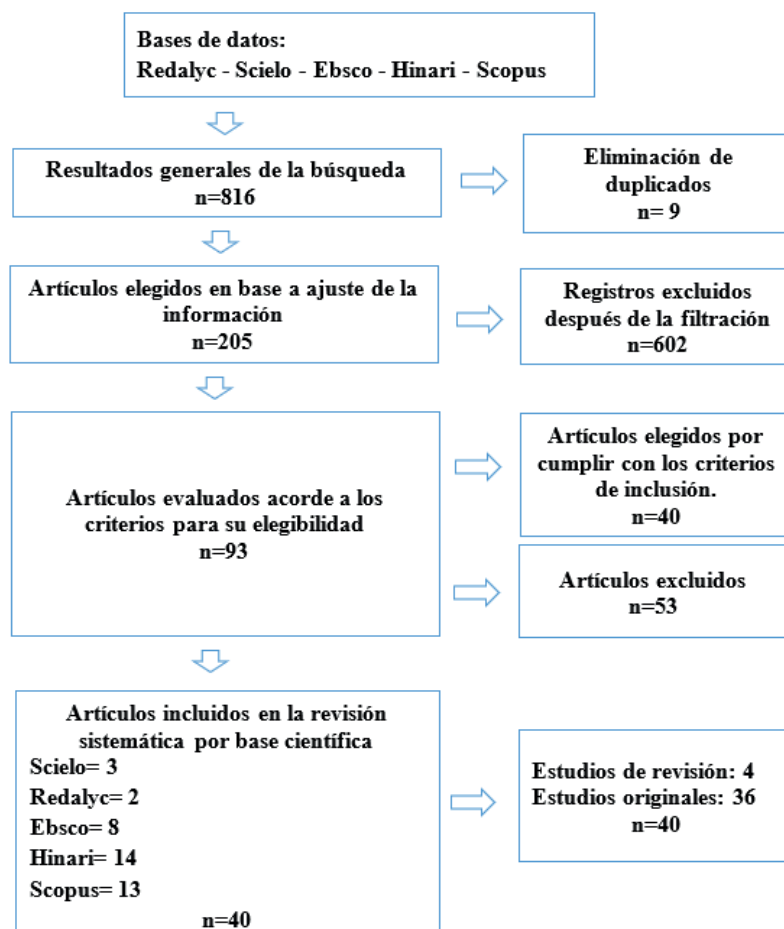 Bases de datos:
Redalyc - Scielo - Ebsco - Hinari - Scopus
Resultados generales de la búsqueda
n=816
Eliminación de
duplicados
n= 9
Artículos elegidos en base a ajuste de la
información
n=205
Registros excluidos
después de la filtración
n=602
Artículos evaluados acorde a los
criterios para su elegibilidad
n=93
Artículos elegidos por
cumplir con los criterios
de inclusión.
n=40
Artículos excluidos
n=53
Artículos incluidos en la revisión
sistemática por base científica
Scielo= 3
Redalyc= 2
Ebsco= 8
Hinari= 14
Scopus= 13
n=40
Estudios de revisión: 4
Estudios originales: 36
n=40